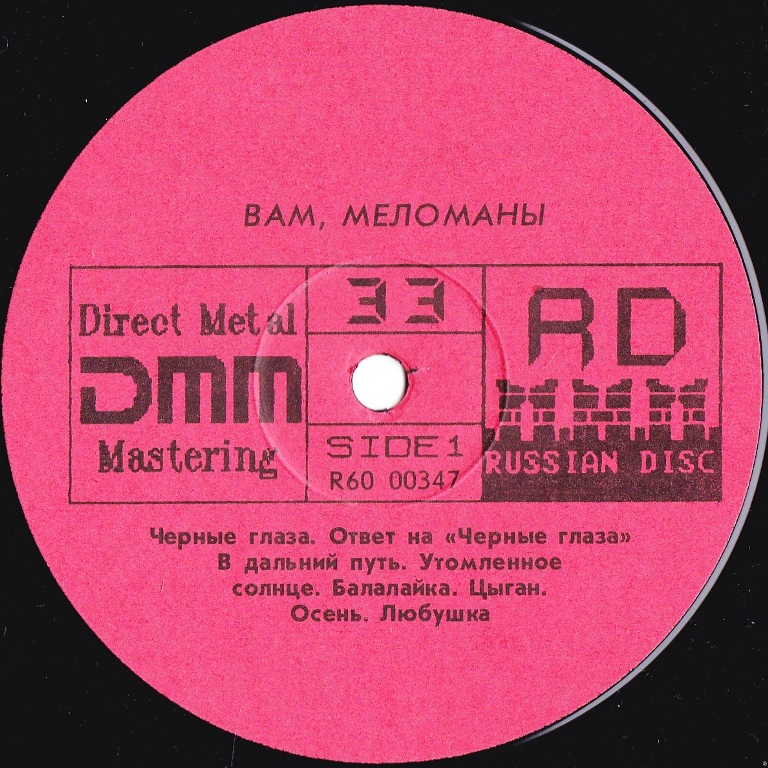 ВАМ, МЕЛОМАНЫ
Direct Metal
DMM
Mastering
33
SIDE 1
R60 00347
RD
RUSSIAN DISC
Черные глаза. Ответ на «Черные глаза»
В дальний путь. Утомленное
солнце. Балалайка. Цыган.
Осень. Любушка